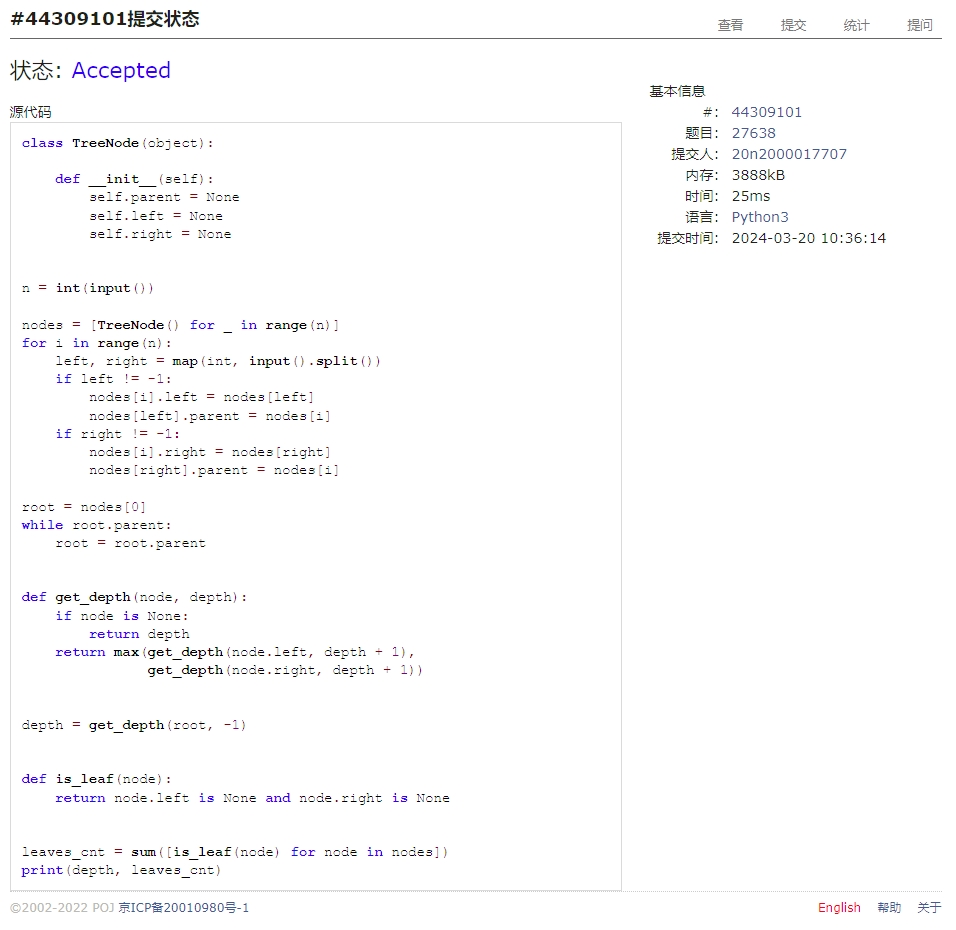 #44309101提交状态
查看 提交 统计 提问
状态: Accepted
源代码
class TreeNode(object):
    def __init__(self):
        self.parent = None
        self.left = None
        self.right = None
n = int(input())
nodes = [TreeNode() for _ in range(n)]
for i in range(n):
    left, right = map(int, input().split())
    if left != -1:
        nodes[i].left = nodes[left]
        nodes[left].parent = nodes[i]
    if right != -1:
        nodes[i].right = nodes[right]
        nodes[right].parent = nodes[i]
root = nodes[0]
while root.parent:
    root = root.parent
def get_depth(node, depth):
    if node is None:
        return depth
    return max(get_depth(node.left, depth + 1),
               get_depth(node.right, depth + 1))
depth = get_depth(root, -1)
def is_leaf(node):
    return node.left is None and node.right is None
leaves_cnt = sum([is_leaf(node) for node in nodes])
print(depth, leaves_cnt)
基本信息
#: 44309101
题目: 27638
提交人: 20n2000017707
内存: 3888kB
时间: 25ms
语言: Python3
提交时间: 2024-03-20 10:36:14
©2002-2022 POJ 京ICP备20010980号-1
English 帮助 关于